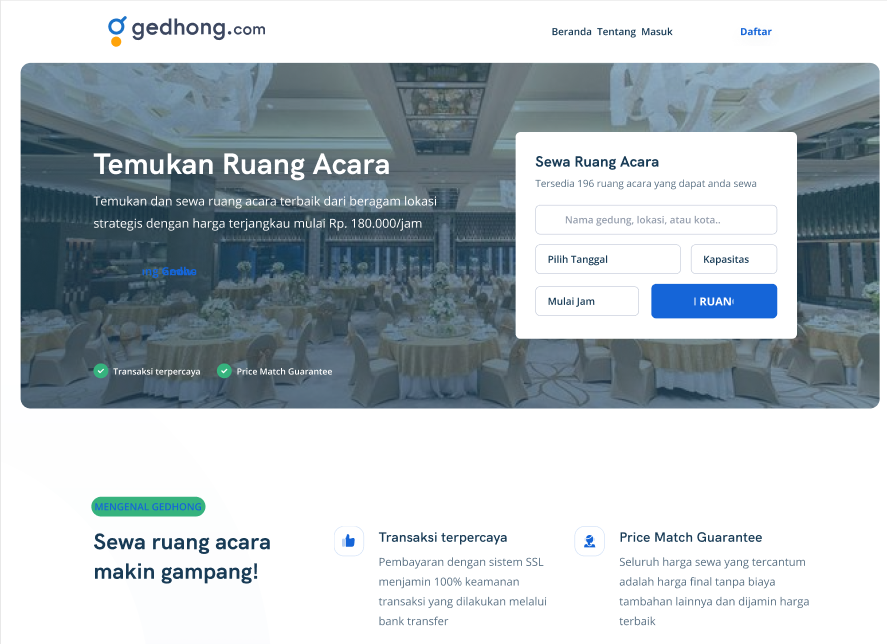 gedhong.com
Beranda Tentang Masuk Daftar
Temukan Ruang Acara
Temukan dan sewa ruang acara terbaik dari beragam lokasi
strategis dengan harga terjangkau mulai Rp. 180.000/jam
Transaksi terpercaya
Price Match Guarantee
Sewa Ruang Acara
Tersedia 196 ruang acara yang dapat anda sewa
Nama gedung, lokasi, atau kota..
Pilih Tanggal
Kapasitas
Mulai Jam
RUAN
MENGENAL GEDHONG
Sewa ruang acara
makin gampang!
Transaksi terpercaya
Pembayaran dengan sistem SSL
menjamin 100% keamanan
transaksi yang dilakukan melalui
bank transfer
Price Match Guarantee
Seluruh harga sewa yang tercantum
adalah harga final tanpa biaya
tambahan lainnya dan dijamin harga
terbaik